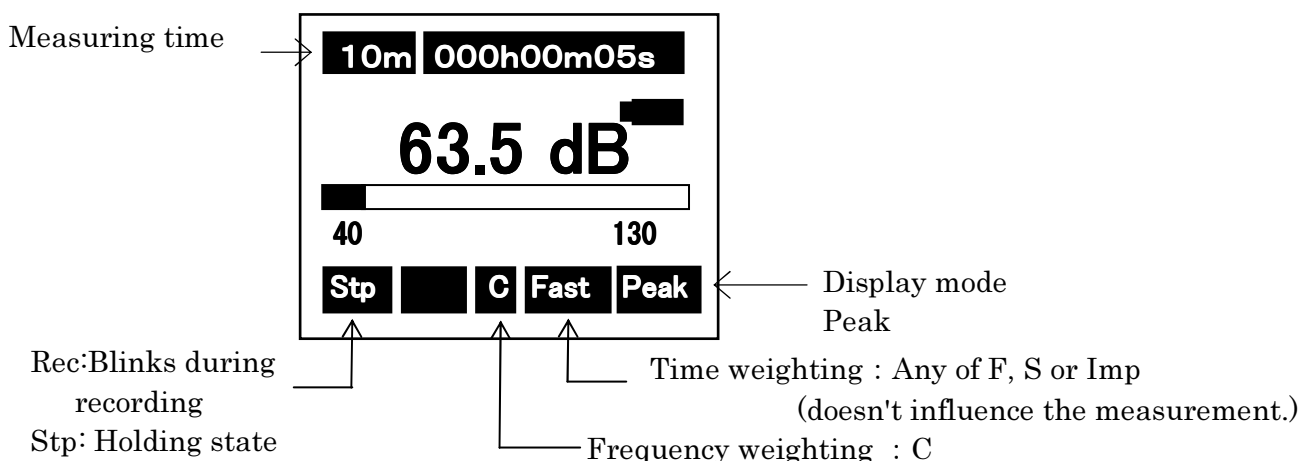 Measuring time
10m 000h00m05s
63.5 dB
40 130
Stp C Fast Peak
Display mode
Peak
Rec:Blinks during
recording
Stp: Holding state
Time weighting : Any of F, S or Imp
(doesn't influence the measurement.)
Frequency weighting : C